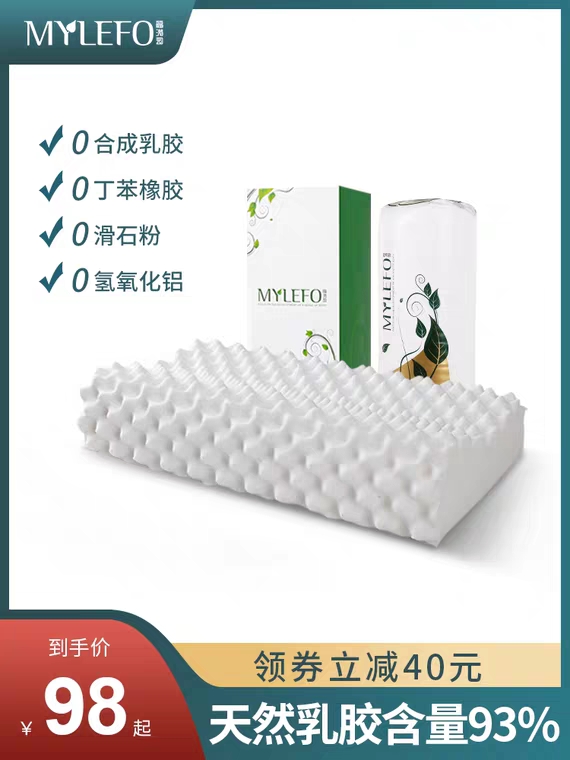 MYLEFO
0 合成乳胶
0 丁苯橡胶
0 滑石粉
0 氢氧化铝
MYLEFO
MYLEFO
到手价
¥ 98 起
领券立减40元
天然乳胶含量93%